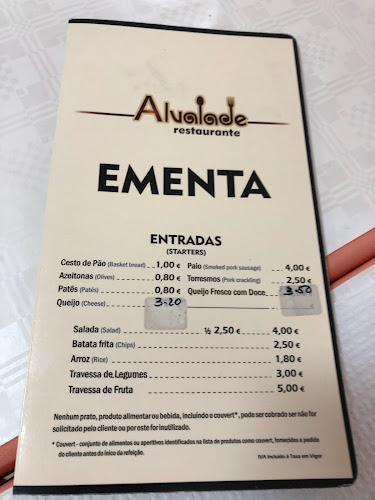 Alvalade
restaurante
EMENTA
ENTRADAS
(STARTERS)
Cesto de Pão (Basket bread) 1,00 € Paio (Smoked pork sausage) 4,00 €
Azeitonas (Olives) 0,80 € Torresmos (Pork crackling) 2,50 €
Patês (Patés) 0,80 € Queijo Fresco com Doce 3-50
Queijo (Cheese) 3-20
Salada (Salad) ½ 2,50 € 4,00 €
Batata frita (Chips) 2,50 €
Arroz (Rice) 1,80 €
Travessa de Legumes 3,00 €
Travessa de Fruta 5,00 €
Nenhum prato, produto alimentar ou bebida, incluindo o couvert*, pode ser cobrado se não for
solicitado pelo cliente ou por este for inutilizado.
* Couvert - conjunto de alimentos ou aperitivos identificados na lista de produtos como couvert, fornecidos a pedido
do cliente antes do início da refeição.
IVA Incluido à Taxa em Vigor